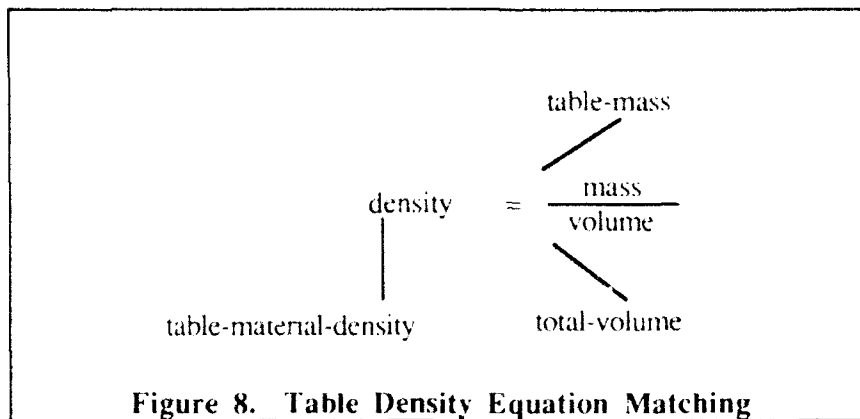 table-mass
density = mass
volume
table-material-density total-volume
Figure 8. Table Density Equation Matching